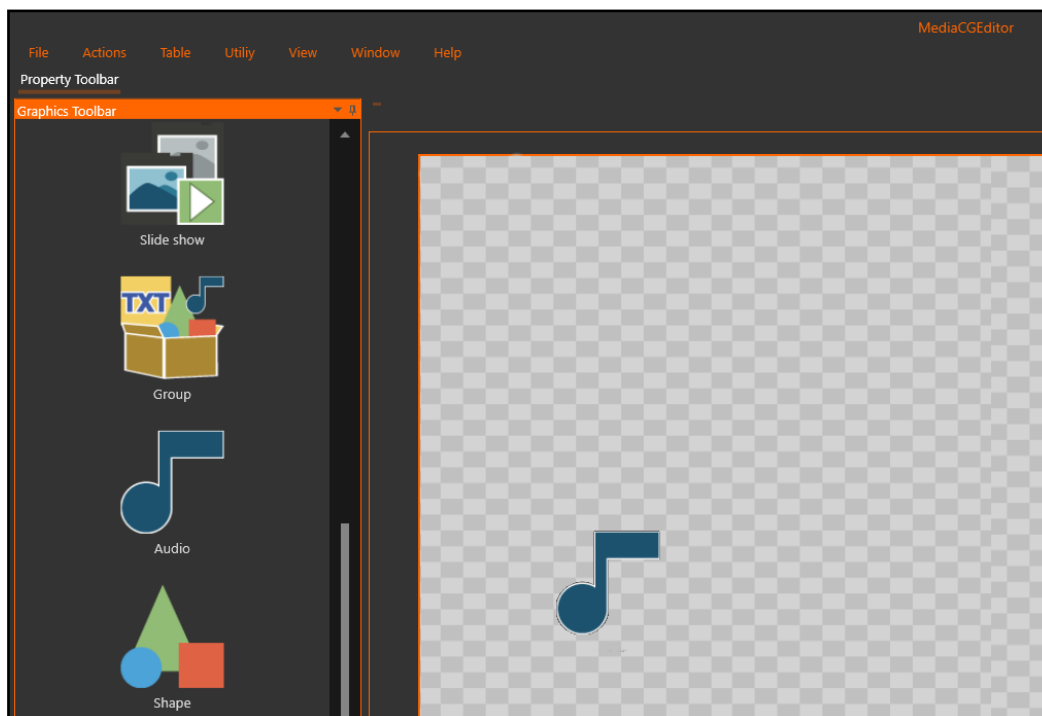 MediaCGEditor
File Actions Table Utiliy View Window Help
Property Toolbar
Graphics Toolbar
Slide show
TXT
Group
Audio
Shape